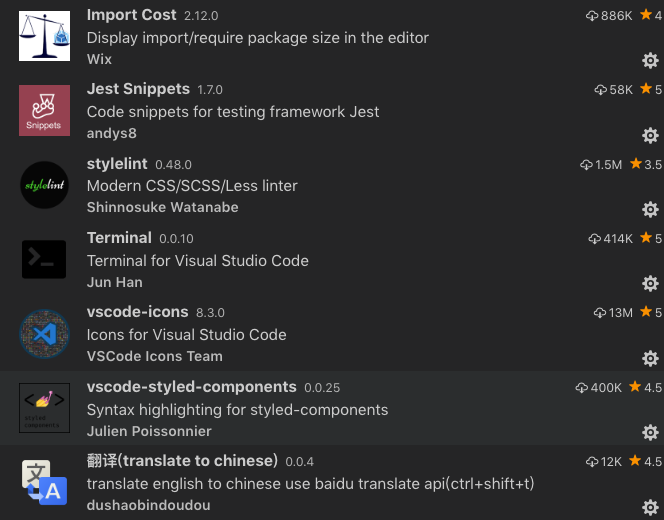 Import Cost 2.12.0 886K ★ 4
Display import/require package size in the editor
Wix
Snippets
Jest Snippets 1.7.0 58K ★ 5
Code snippets for testing framework Jest
andys8
stylelint
stylelint 0.48.0 1.5M ★ 3.5
Modern CSS/SCSS/Less linter
Shinnosuke Watanabe
Terminal 0.0.10 414K ★ 5
Terminal for Visual Studio Code
Jun Han
vscode-icons 8.3.0 13M ★ 5
Icons for Visual Studio Code
VSCode Icons Team
styled
components
vscode-styled-components 0.0.25 400K ★ 4.5
Syntax highlighting for styled-components
Julien Poissonnier
文 A
翻译(translate to chinese) 0.0.4 12K ★ 4.5
translate english to chinese use baidu translate api(ctrl+shift+t)
dushaobindoudou